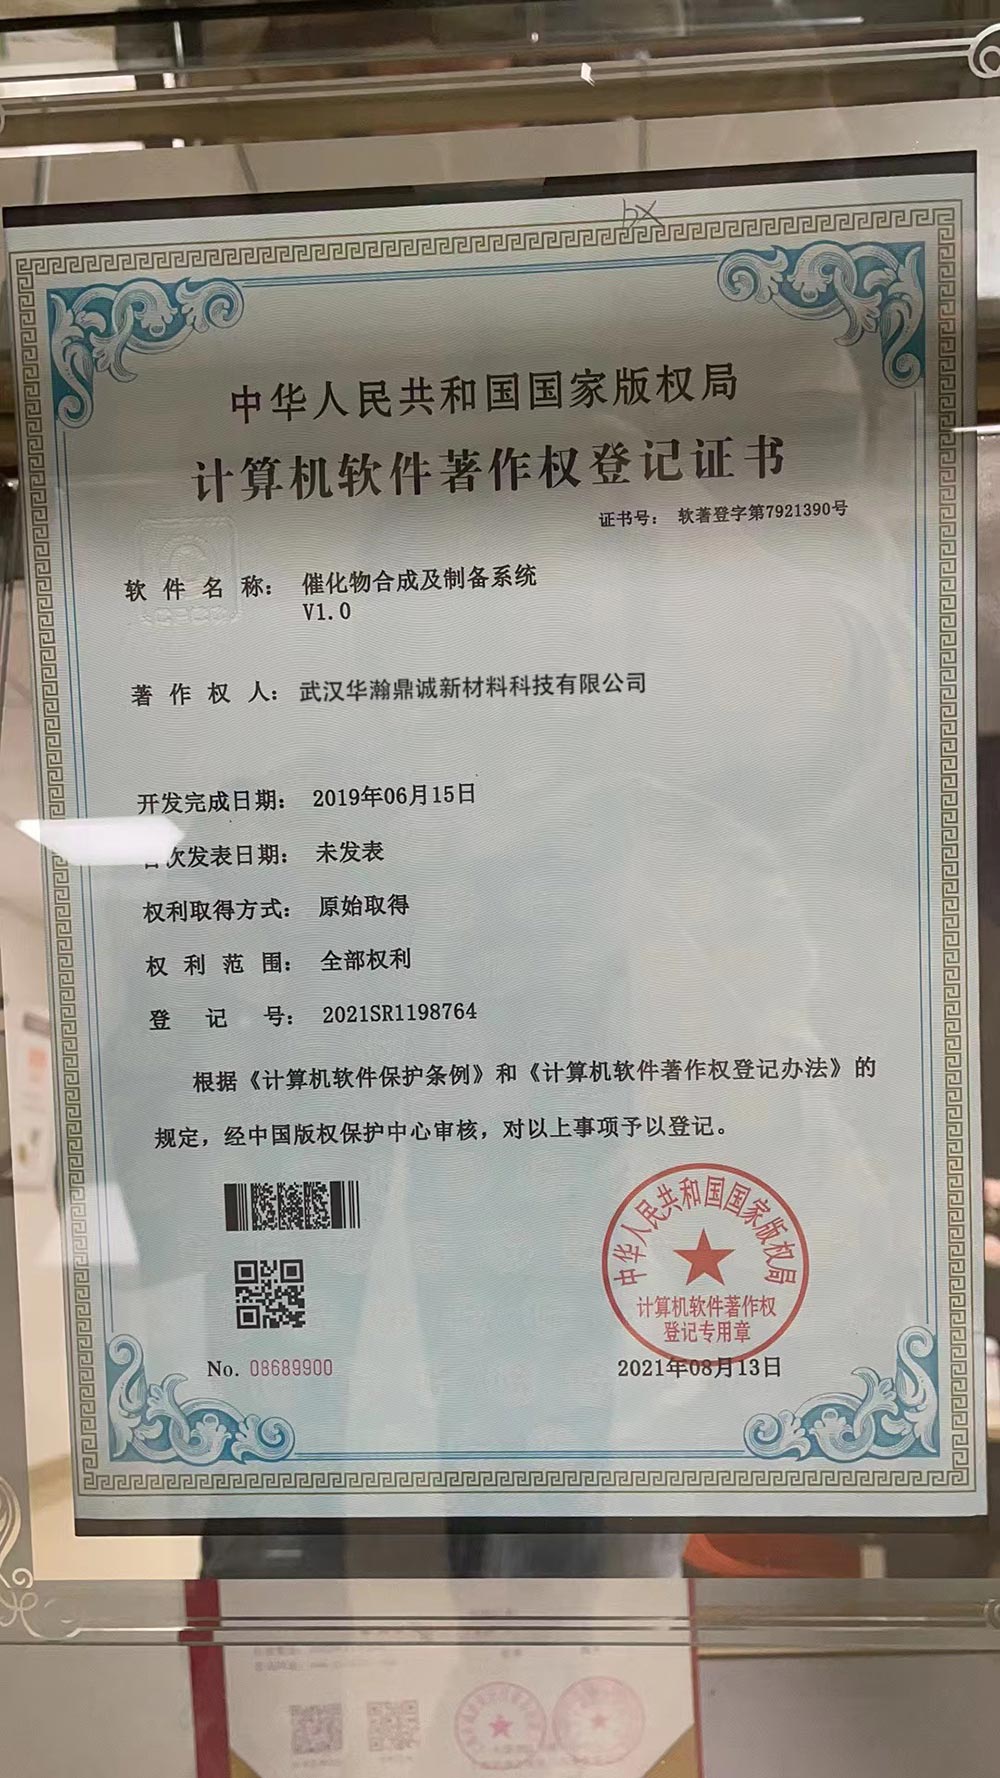 bx
中华人民共和国国家版权局
计算机软件著作权登记证书
证书号： 软著登字第7921390号
软件名称： 催化物合成及制备系统
V1.0
著作权人： 武汉华瀚鼎诚新材料科技有限公司
开发完成日期： 2019年06月15日
首次发表日期： 未发表
权利取得方式： 原始取得
权利范围： 全部权利
登记号： 2021SR1198764
根据《计算机软件保护条例》和《计算机软件著作权登记办法》的
规定，经中国版权保护中心审核，对以上事项予以登记。
中华人民共和国国家版权局
计算机软件著作权
登记专用章
No. 08689900
2021年08月13日